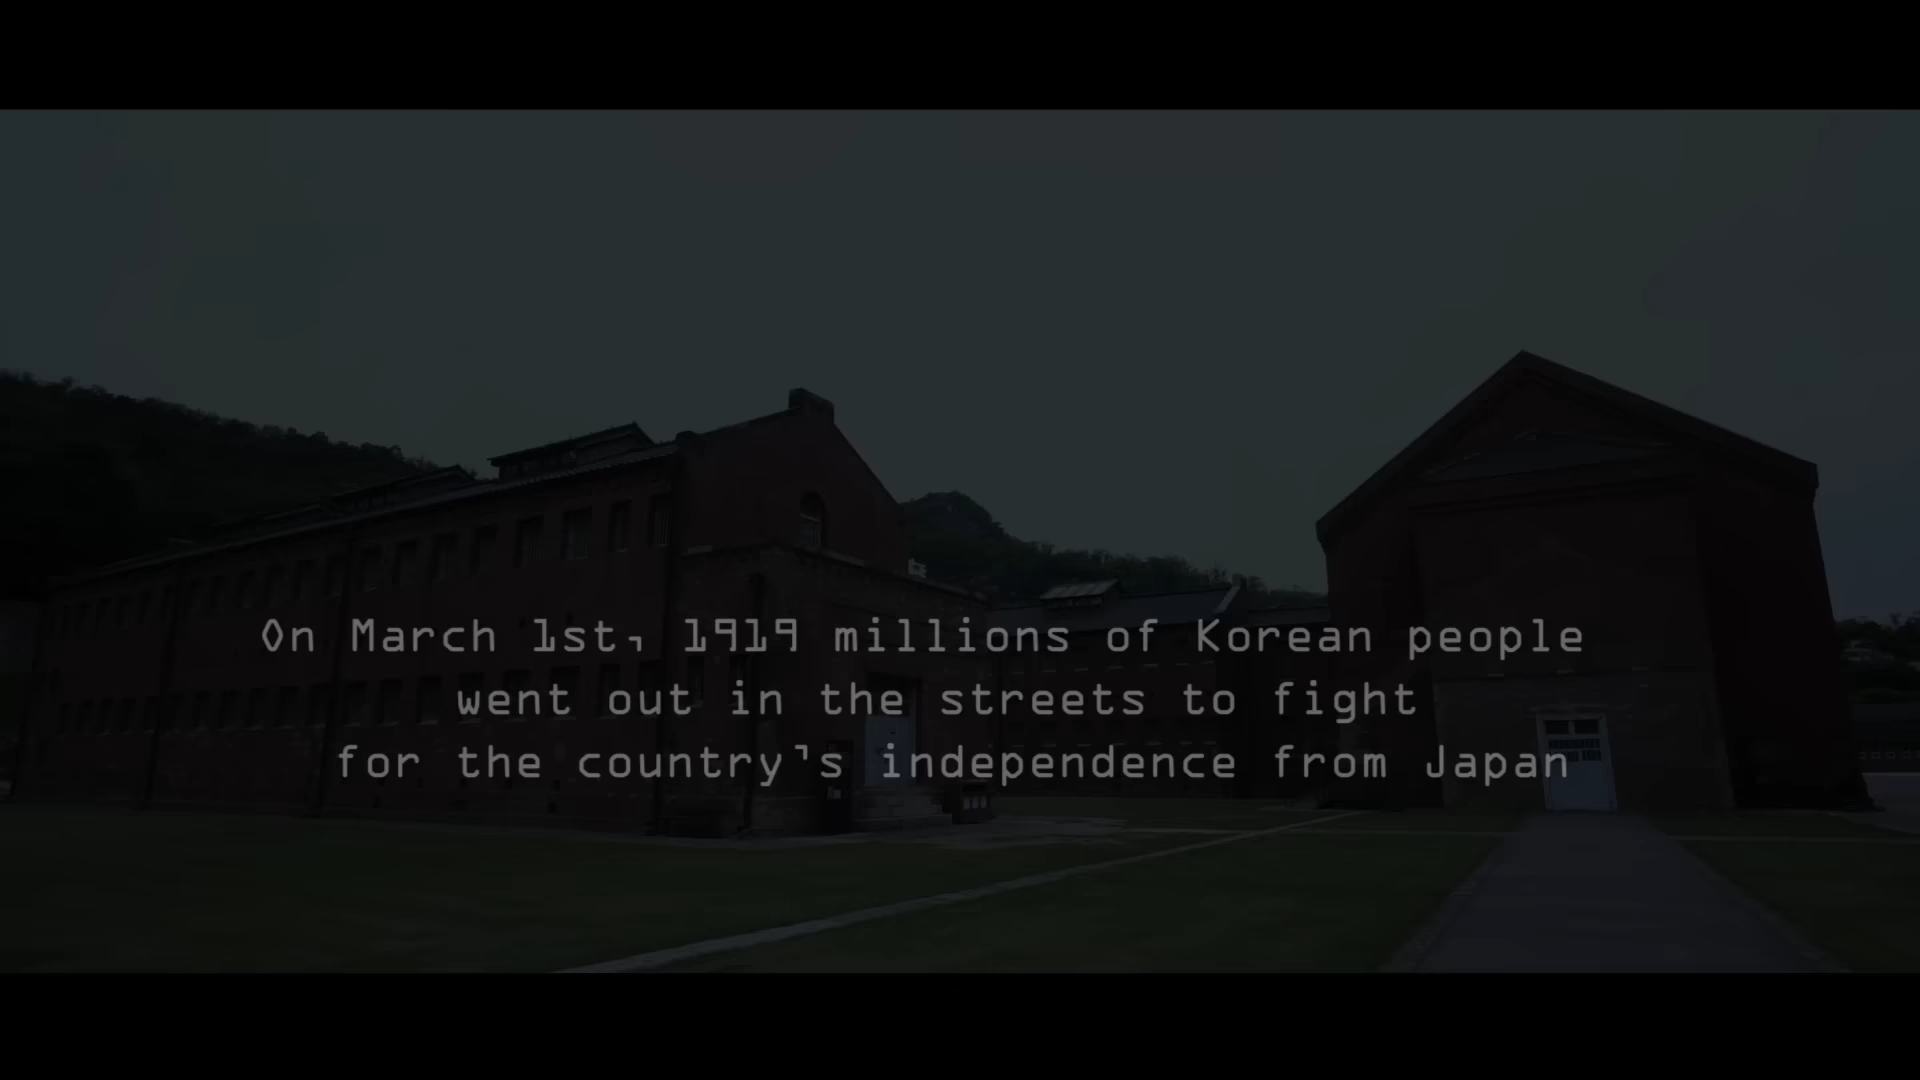 On March 1st, 1919 millions of Korean people
went out in the streets to fight
for the country's independence from Japan